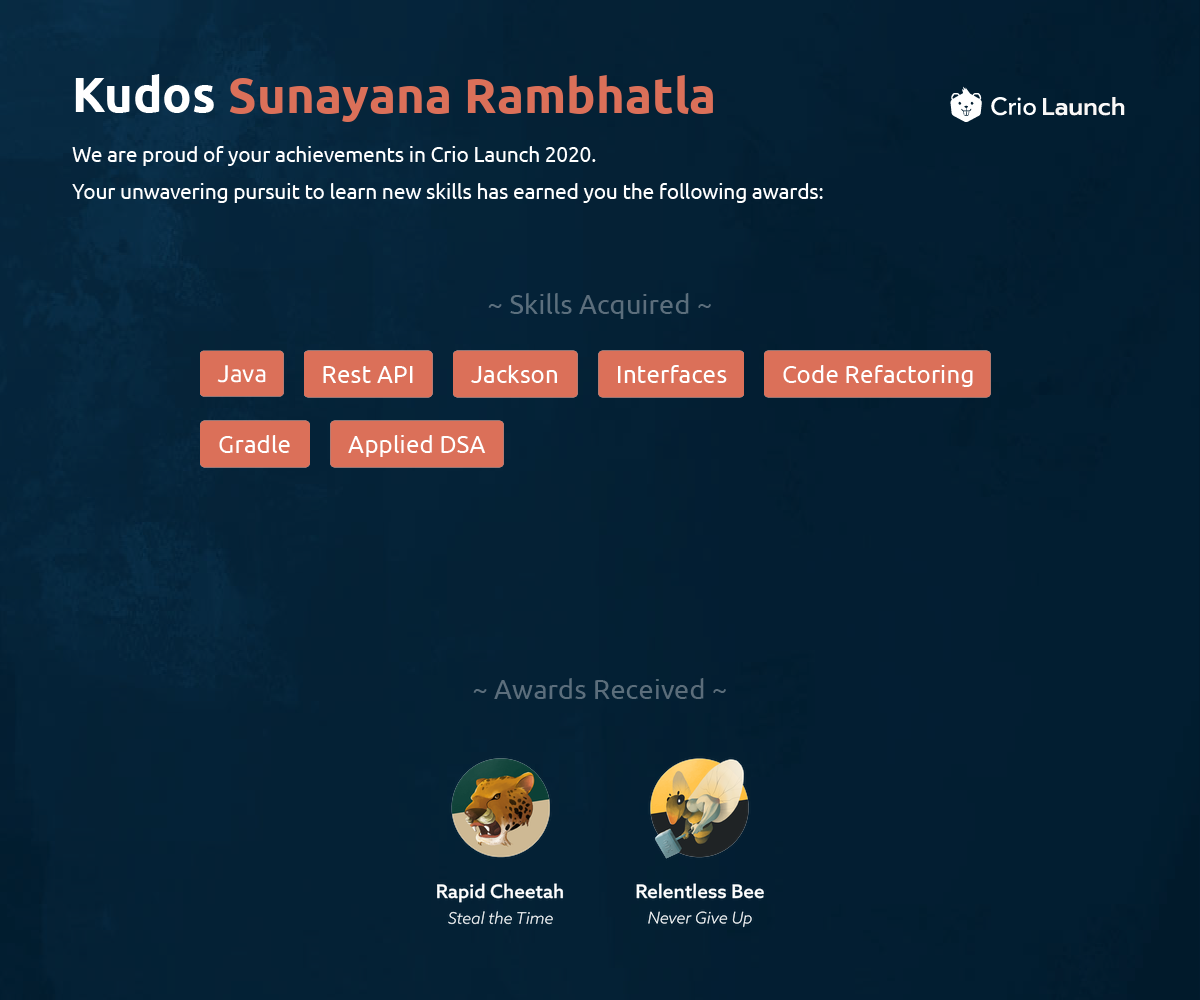 Kudos Sunayana Rambhatla
Crio Launch
We are proud of your achievements in Crio Launch 2020.
Your unwavering pursuit to learn new skills has earned you the following awards:
~ Skills Acquired ~
Java Rest API Jackson Interfaces Code Refactoring
Gradle Applied DSA
~ Awards Received ~
Rapid Cheetah Relentless Bee
Steal the Time Never Give Up